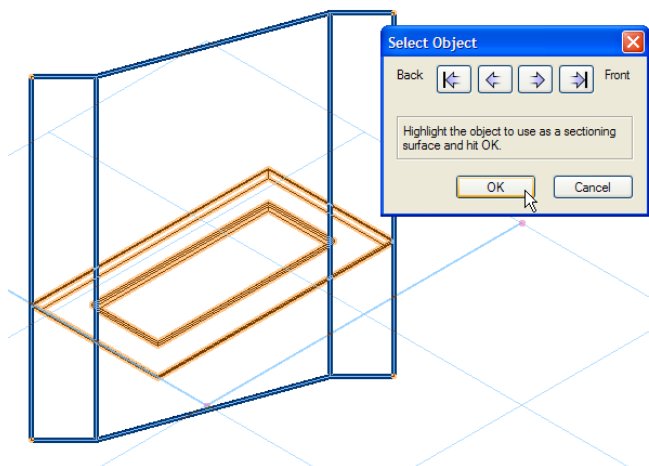 Select Object
Back Front
Highlight the object to use as a sectioning
surface and hit OK.
OK Cancel